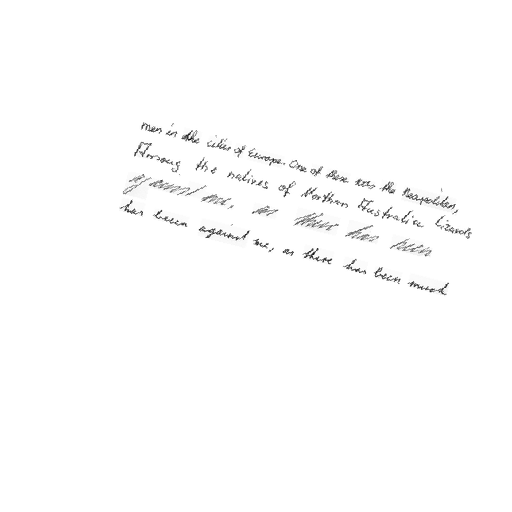 men in the cities of Europe. One of these was the Neapolitan,
Among the natives of Northern Australia lizards
against me, as there has been
has been against me, as there has been much